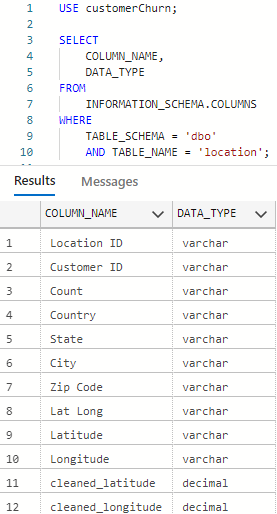 1 USE customerChurn;
2
3 SELECT
4 COLUMN_NAME,
5 DATA_TYPE
6 FROM
7 INFORMATION_SCHEMA.COLUMNS
8 WHERE
9 TABLE_SCHEMA = 'dbo'
10 AND TABLE_NAME = 'location';
Results Messages
COLUMN_NAME DATA_TYPE
1 Location ID varchar
2 Customer ID varchar
3 Count varchar
4 Country varchar
5 State varchar
6 City varchar
7 Zip Code varchar
8 Lat Long varchar
9 Latitude varchar
10 Longitude varchar
11 cleaned_latitude decimal
12 cleaned_longitude decimal